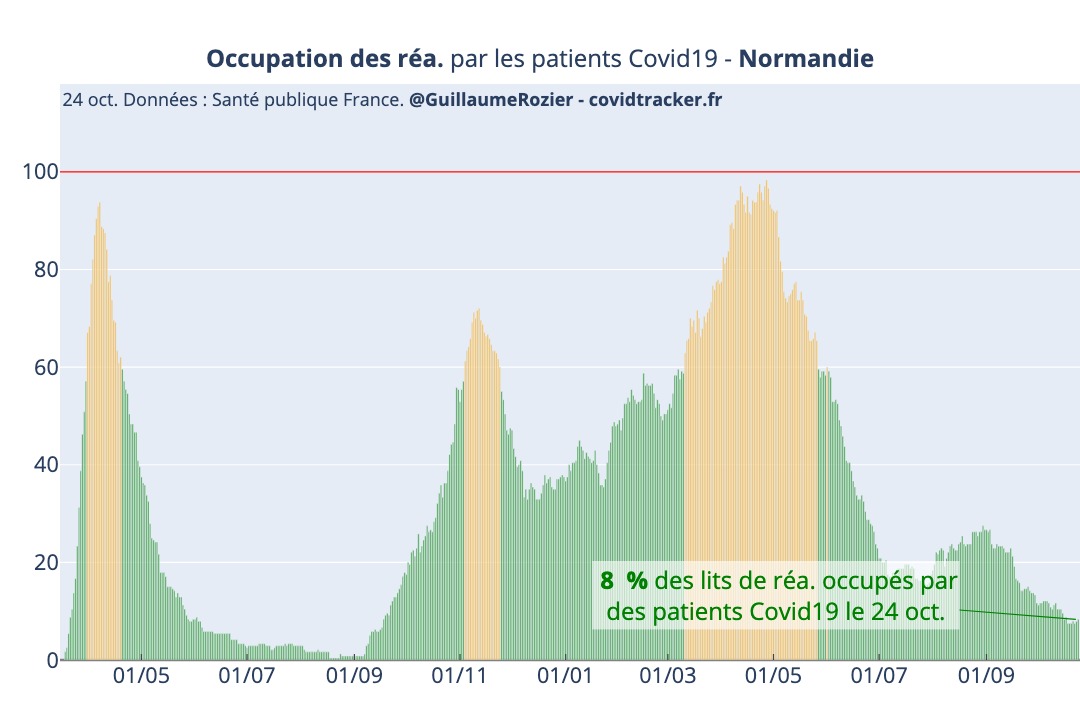 Occupation des réa. par les patients Covid19 - Normandie
24 oct. Données : Santé publique France. @GuillaumeRozier - covidtracker.fr
100
80
60
40
20
0
8 % des lits de réa. occupés par
des patients Covid19 le 24 oct.
01/05 01/07 01/09 01/11 01/01 01/03 01/05 01/07 01/09